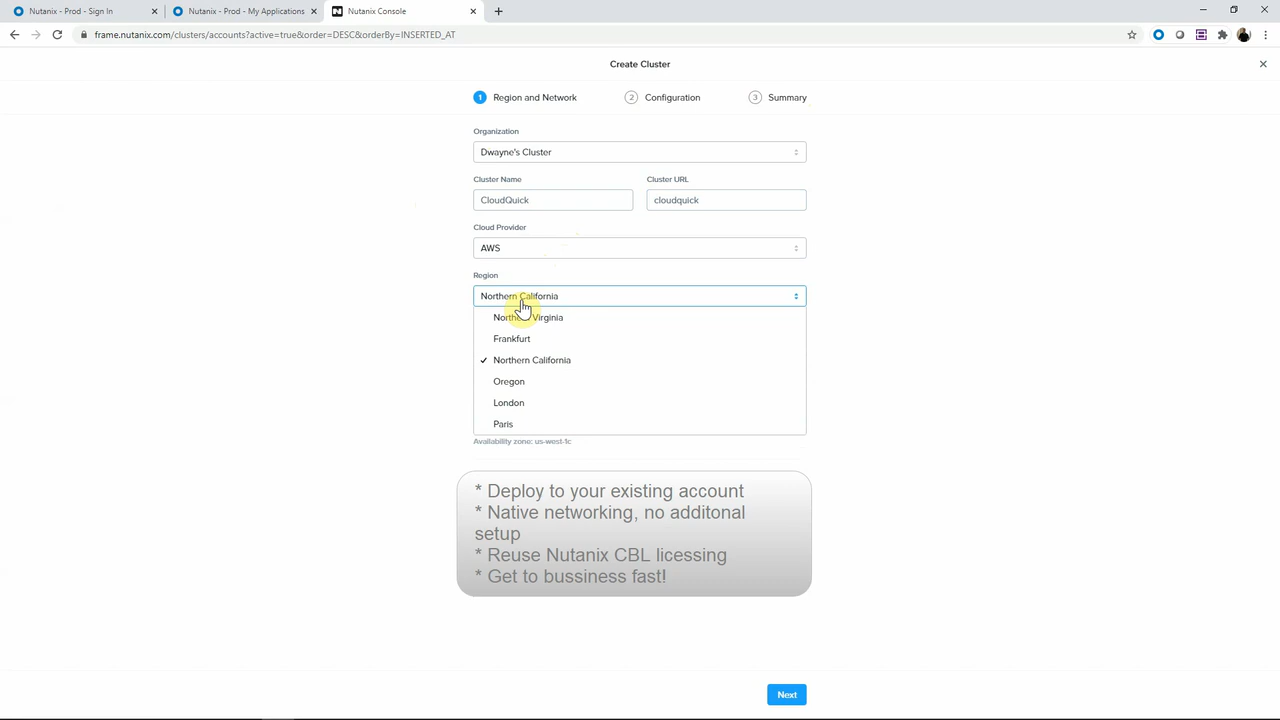 Nutanix - Prod - Sign In
Nutanix - Prod - My Applications
Nutanix Console
frame.nutanix.com/clusters/accounts?active=true&order=DESC&orderBy=INSERTED_AT
Create Cluster
1 Region and Network
2 Configuration
3 Summary
Organization
Dwayne's Cluster
Cluster Name
Cluster URL
CloudQuick
cloudquick
Cloud Provider
AWS
Region
Northern California
Northern Virginia
Frankfurt
Northern California
Oregon
London
Paris
Availability zone: us-west-1c
* Deploy to your existing account
* Native networking, no additonal
setup
* Reuse Nutanix CBL licessing
* Get to bussiness fast!
Next